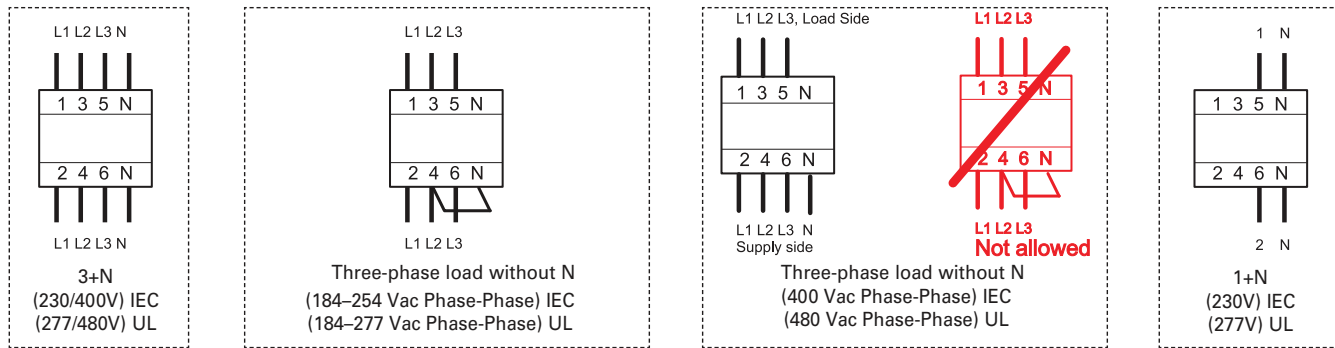 L1 L2 L3 N
1 3 5 N
2 4 6 N
L1 L2 L3 N
3+N
(230/400V) IEC
(277/480V) UL
L1 L2 L3
1 3 5 N
2 4 6 N
L1 L2 L3
Three-phase load without N
(184–254 Vac Phase-Phase) IEC
(184–277 Vac Phase-Phase) UL
L1 L2 L3, Load Side
1 3 5 N
2 4 6 N
L1 L2 L3 N
Supply side
L1 L2 L3
1 3 5 N
2 4 6 N
L1 L2 L3
Not allowed
Three-phase load without N
(400 Vac Phase-Phase) IEC
(480 Vac Phase-Phase) UL
1 N
1 3 5 N
2 4 6 N
2 N
1+N
(230V) IEC
(277V) UL